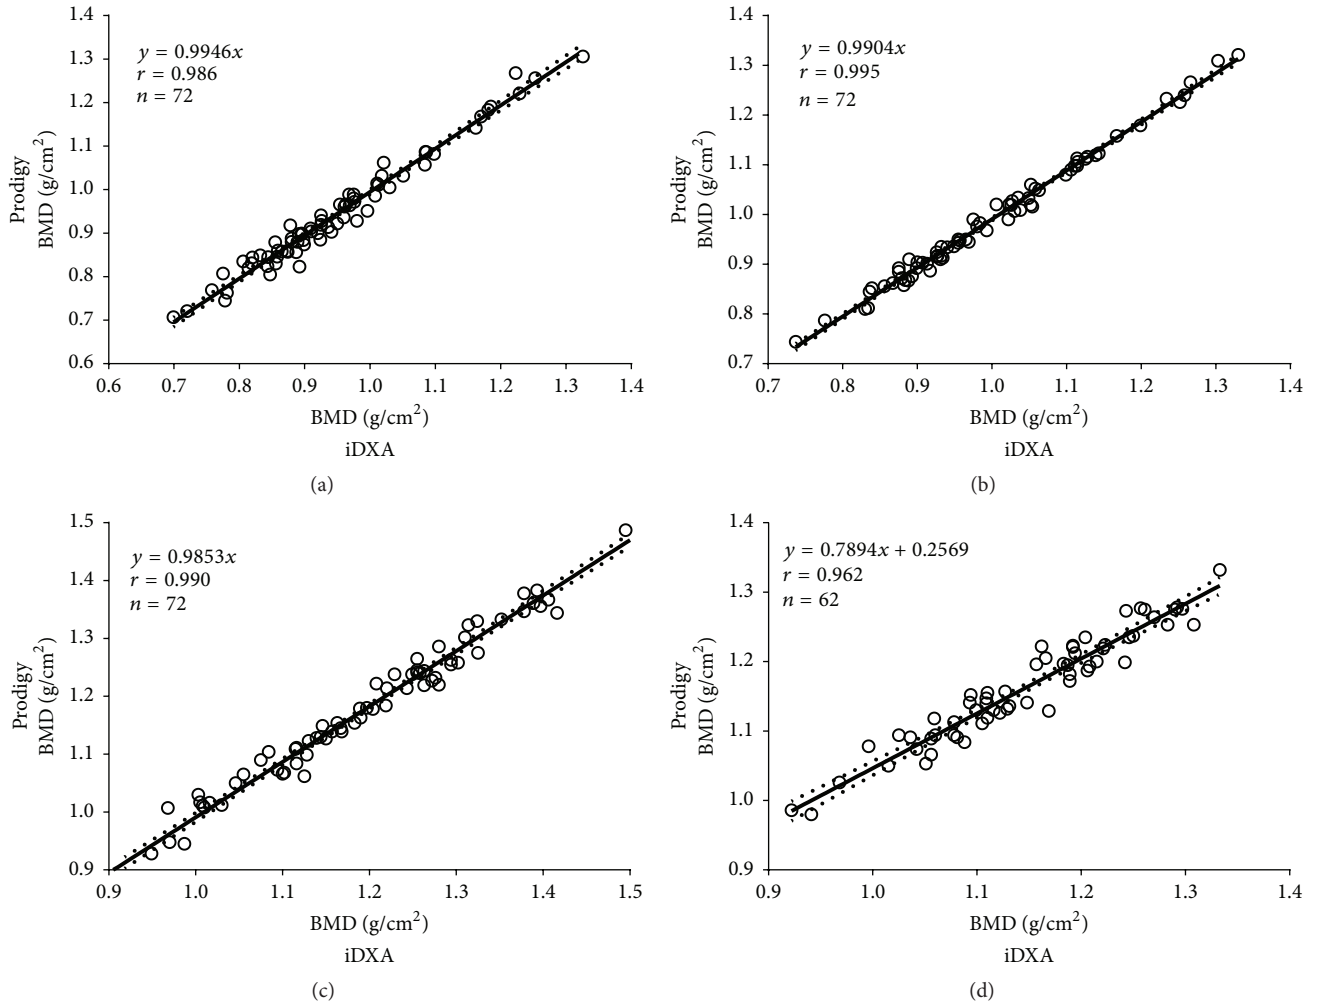 1.4
1.3
1.2
1.1
1.0
0.9
0.8
0.7
0.6
Prodigy
BMD (g/cm²)
y = 0.9946x
r = 0.986
n = 72
0.6 0.7 0.8 0.9 1.0 1.1 1.2 1.3 1.4
BMD (g/cm²)
iDXA
(a)
1.4
1.3
1.2
1.1
1.0
0.9
0.8
0.7
Prodigy
BMD (g/cm²)
y = 0.9904x
r = 0.995
n = 72
0.7 0.8 0.9 1.0 1.1 1.2 1.3 1.4
BMD (g/cm²)
iDXA
(b)
1.5
1.4
1.3
1.2
1.1
1.0
0.9
Prodigy
BMD (g/cm²)
y = 0.9853x
r = 0.990
n = 72
0.9 1.0 1.1 1.2 1.3 1.4 1.5
BMD (g/cm²)
iDXA
(c)
1.4
1.3
1.2
1.1
1.0
0.9
Prodigy
BMD (g/cm²)
y = 0.7894x + 0.2569
r = 0.962
n = 62
0.9 1.0 1.1 1.2 1.3 1.4
BMD (g/cm²)
iDXA
(d)